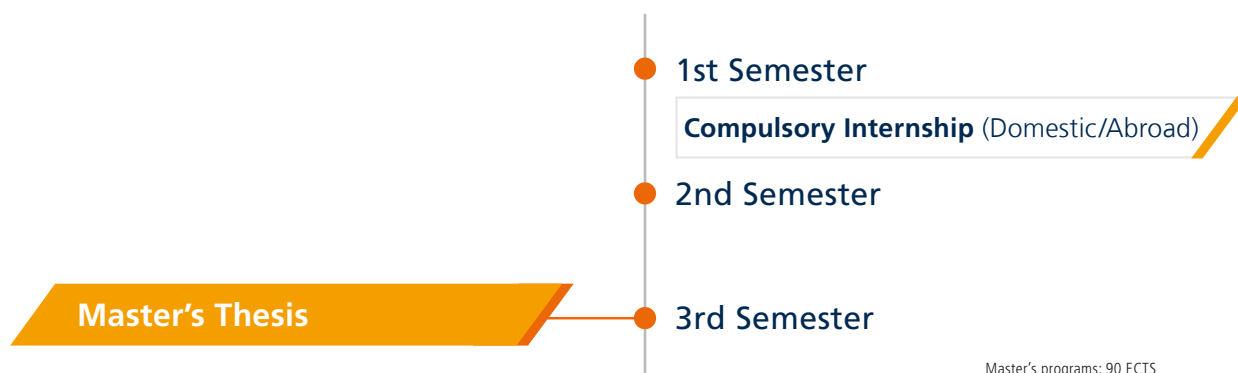 1st Semester
Compulsory Internship (Domestic/Abroad)
2nd Semester
Master’s Thesis
3rd Semester
Master's programs: 90 ECTS